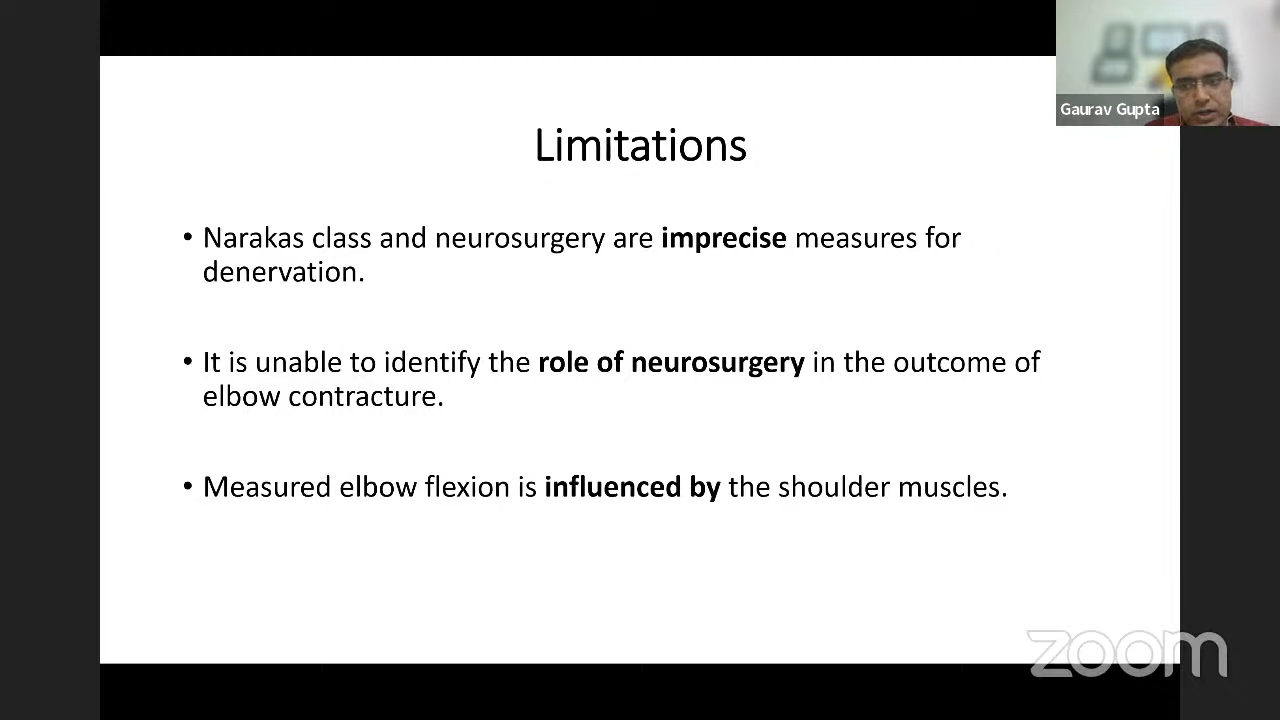 Gaurav Gupta
Limitations
• Narakas class and neurosurgery are imprecise measures for
denervation.
• It is unable to identify the role of neurosurgery in the outcome of
elbow contracture.
• Measured elbow flexion is influenced by the shoulder muscles.
zoom